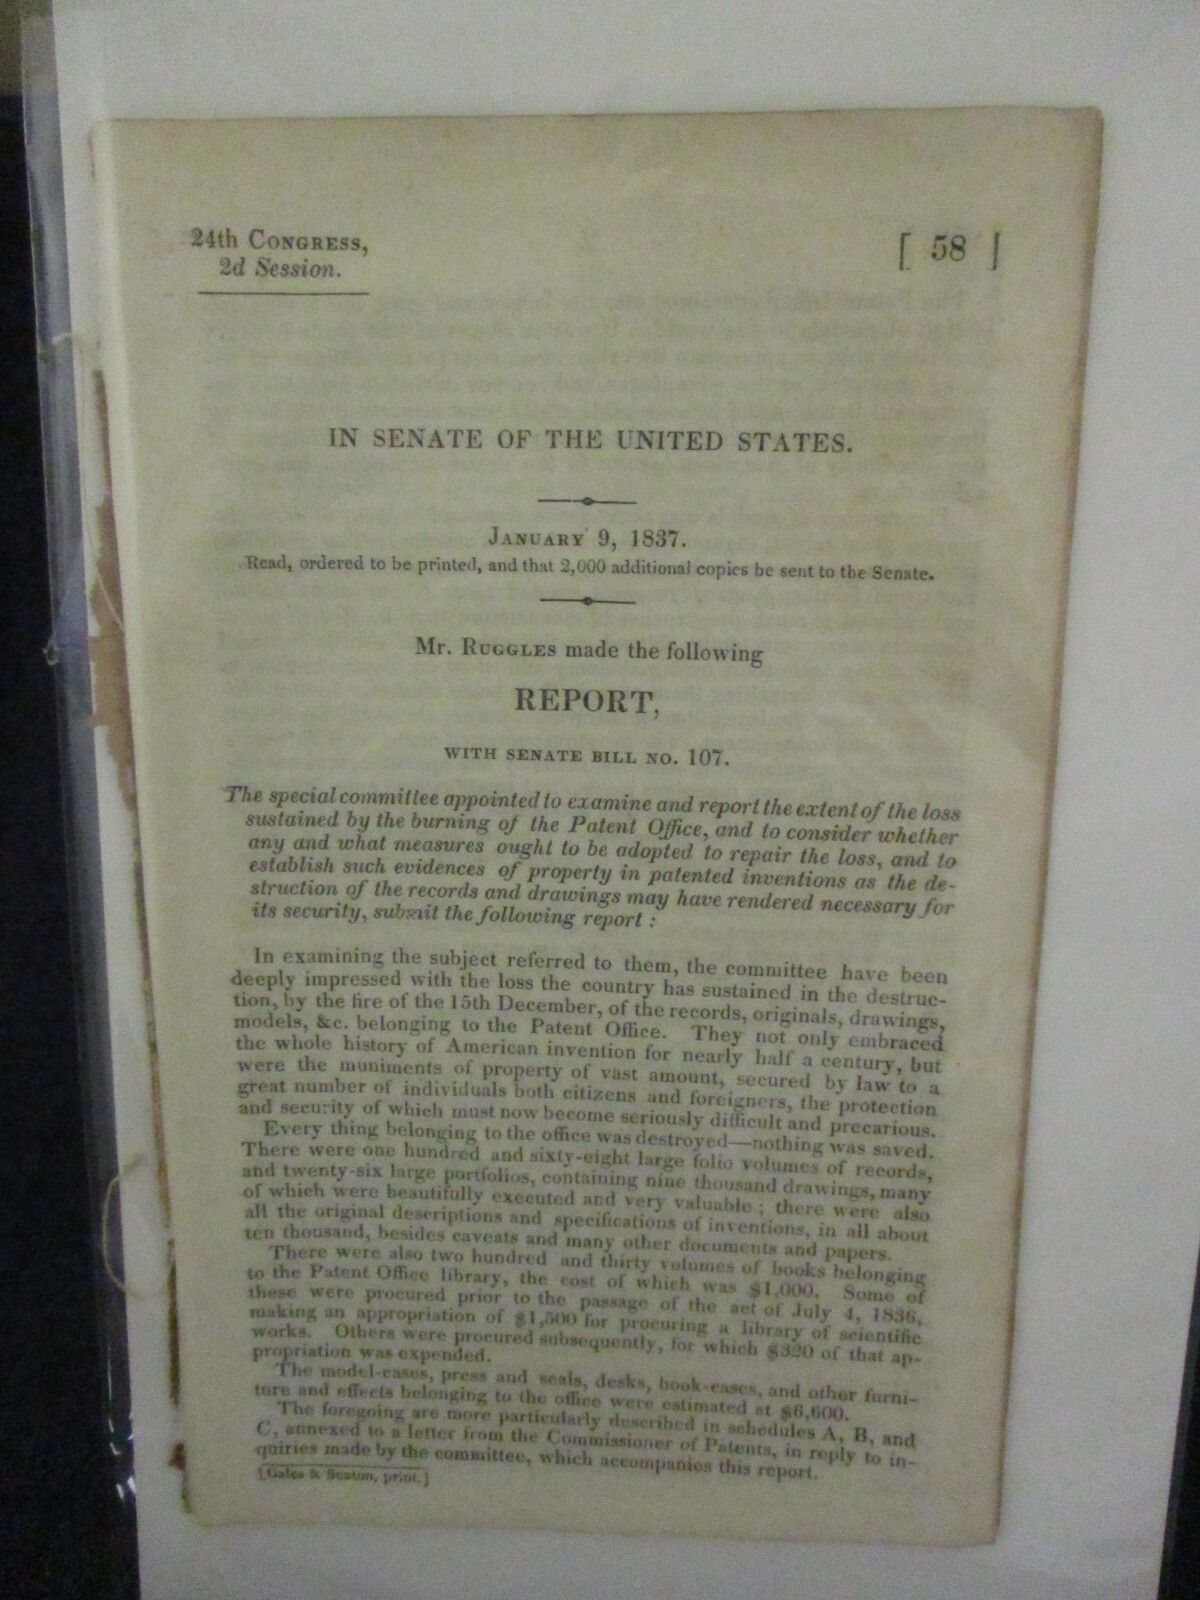 24th CONGRESS,
2d Session.
[ 58 ]
IN SENATE OF THE UNITED STATES.
JANUARY 9, 1837.
Read, ordered to be printed, and that 2,000 additional copies be sent to the Senate.
Mr. RUGGLES made the following
REPORT,
WITH SENATE BILL NO. 107.
The special committee appointed to examine and report the extent of the loss
sustained by the burning of the Patent Office, and to consider whether
any and what measures ought to be adopted to repair the loss, and to
establish such evidences of property in patented inventions as the de-
struction of the records and drawings may have rendered necessary for
its security, submit the following report :
In examining the subject referred to them, the committee have been
deeply impressed with the loss the country has sustained in the destruc-
tion, by the fire of the 15th December, of the records, originals, drawings,
models, &c. belonging to the Patent Office. They not only embraced
the whole history of American invention for nearly half a century, but
were the muniments of property of vast amount, secured by law to a
great number of individuals both citizens and foreigners, the protection
and security of which must now become seriously difficult and precarious.
Every thing belonging to the office was destroyed—nothing was saved.
There were one hundred and sixty-eight large folio volumes of records,
and twenty-six large portfolios, containing nine thousand drawings, many
of which were beautifully executed and very valuable ; there were also
all the original descriptions and specifications of inventions, in all about
ten thousand, besides caveats and many other documents and papers.
There were also two hundred and thirty volumes of books belonging
to the Patent Office library, the cost of which was $1,000. Some of
these were procured prior to the passage of the act of July 4, 1836,
making an appropriation of $1,500 for procuring a library of scientific
works. Others were procured subsequently, for which $320 of that ap-
propriation was expended.
The model-cases, press and seals, desks, book-cases, and other furni-
ture and effects belonging to the office were estimated at $6,600.
The foregoing are more particularly described in schedules A, B, and
C, annexed to a letter from the Commissioner of Patents, in reply to in-
quiries made by the committee, which accompanies this report.
[Gales & Seaton, print.]